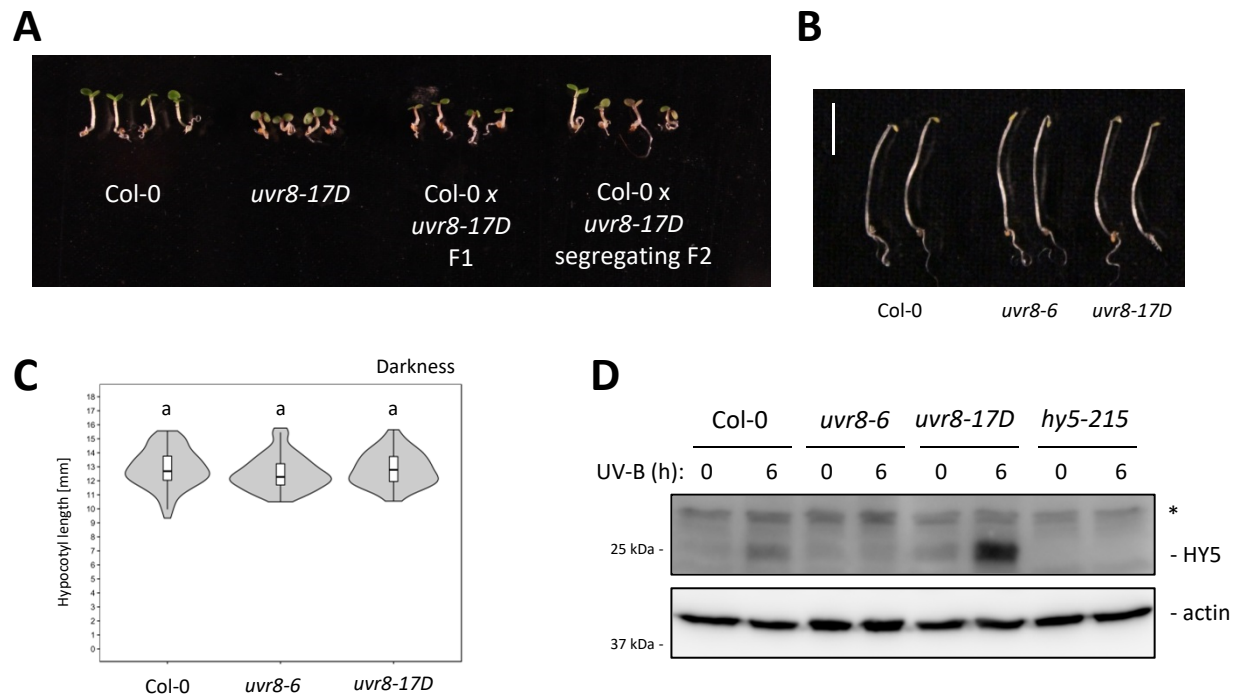 A
Col-0
uvr8-17D
Col-0 x
uvr8-17D
F1
Col-0 x
uvr8-17D
segregating F2
B
Col-0
uvr8-6
uvr8-17D
C
Darkness
a
a
a
Hypocotyl length [mm]
18
17
16
15
14
13
12
11
10
9
8
7
6
5
4
3
2
1
0
Col-0
uvr8-6
uvr8-17D
D
Col-0 uvr8-6 uvr8-17D hy5-215
UV-B (h): 0 6 0 6 0 6 0 6
*
25 kDa -
- HY5
- actin
37 kDa -